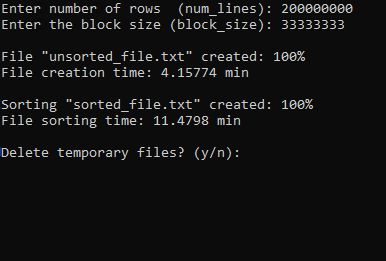 Enter number of rows  (num_lines): 200000000
Enter the block size (block_size): 33333333
File "unsorted_file.txt" created: 100%
File creation time: 4.15774 min
Sorting "sorted_file.txt" created: 100%
File sorting time: 11.4798 min
Delete temporary files? (y/n):